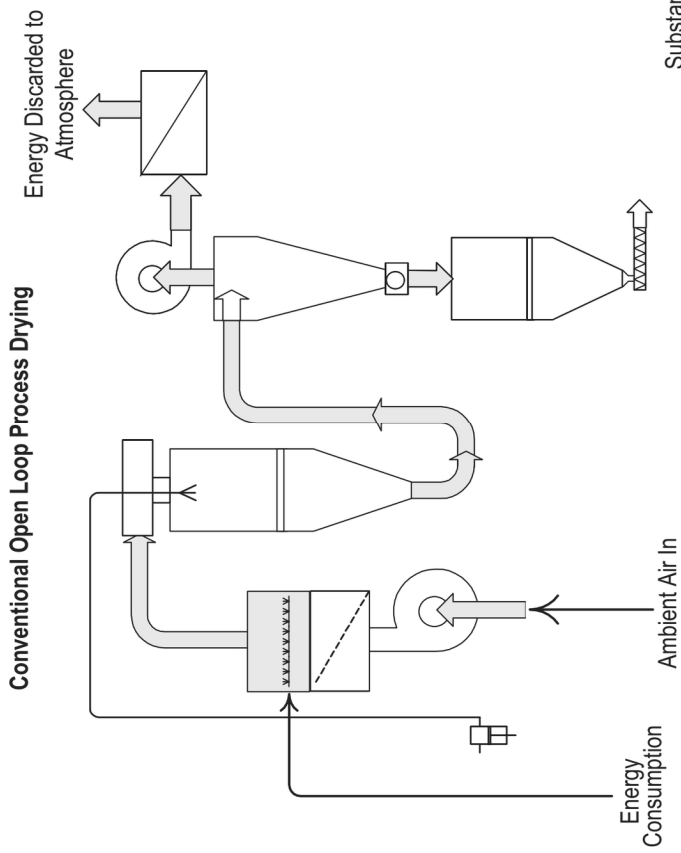 Conventional Open Loop Process Drying
Energy Discarded to
Atmosphere
Energy
Consumption
Ambient Air In